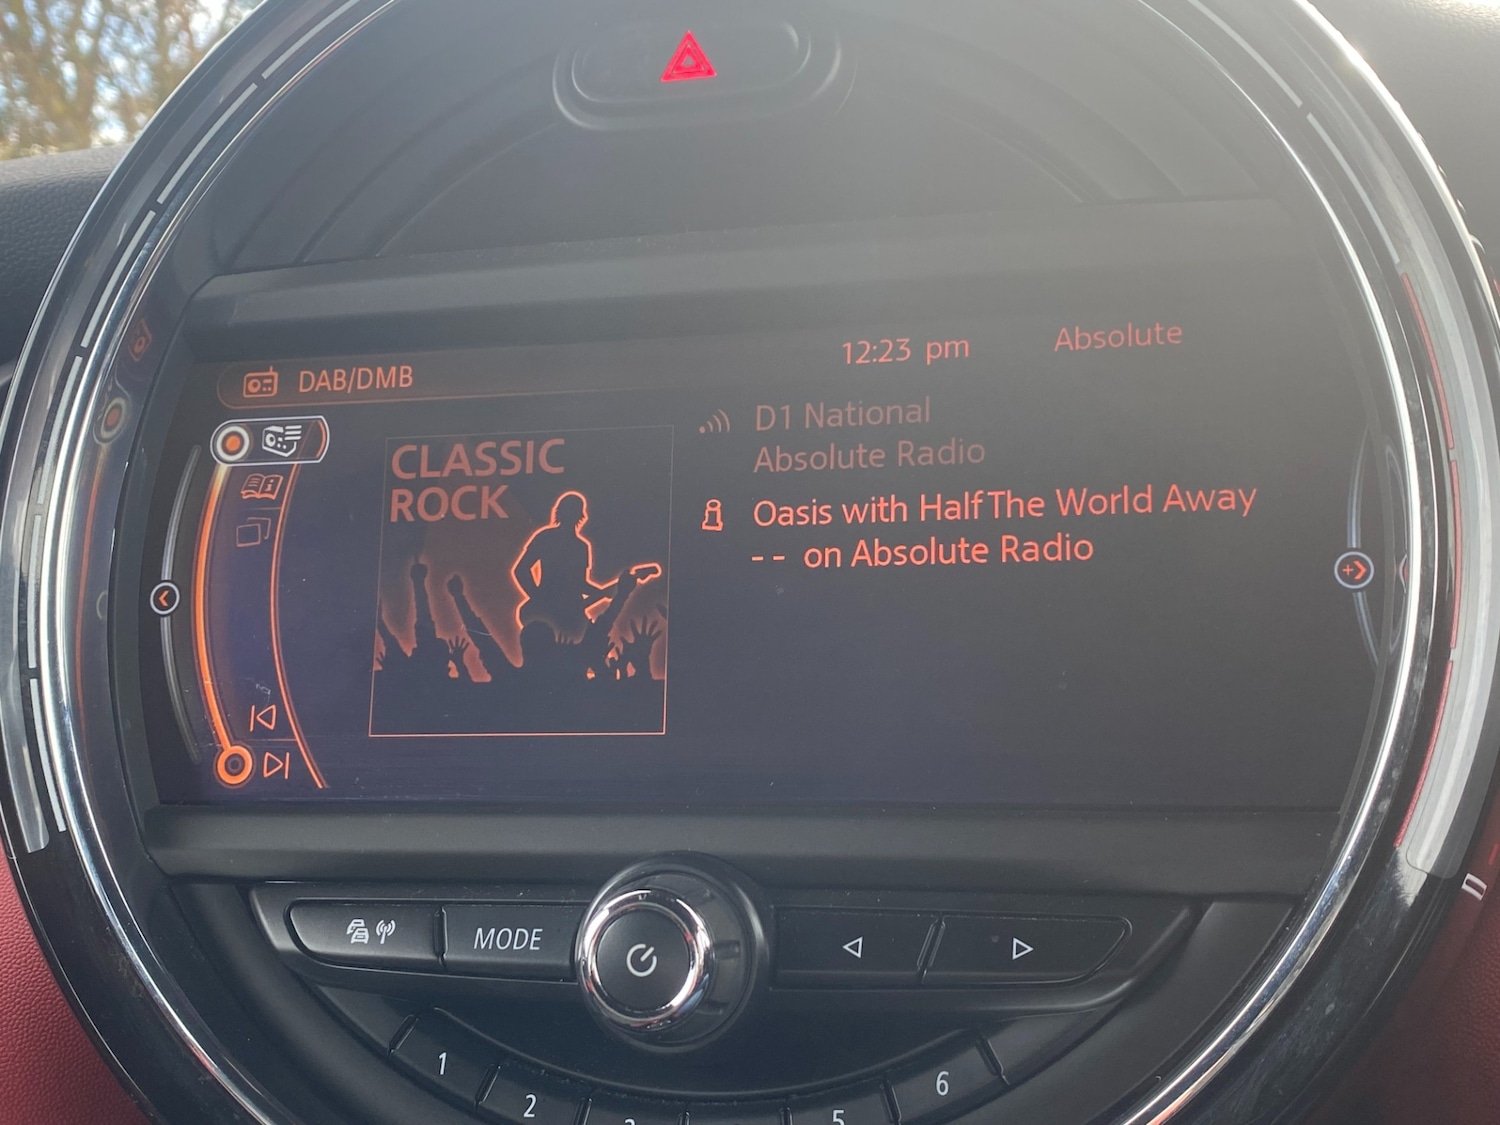 12:23 pm
Absolute
DAB/DMB
CLASSIC
ROCK
D1 National
Absolute Radio
Oasis with Half The World Away
-- on Absolute Radio
MODE
1
2
5
6